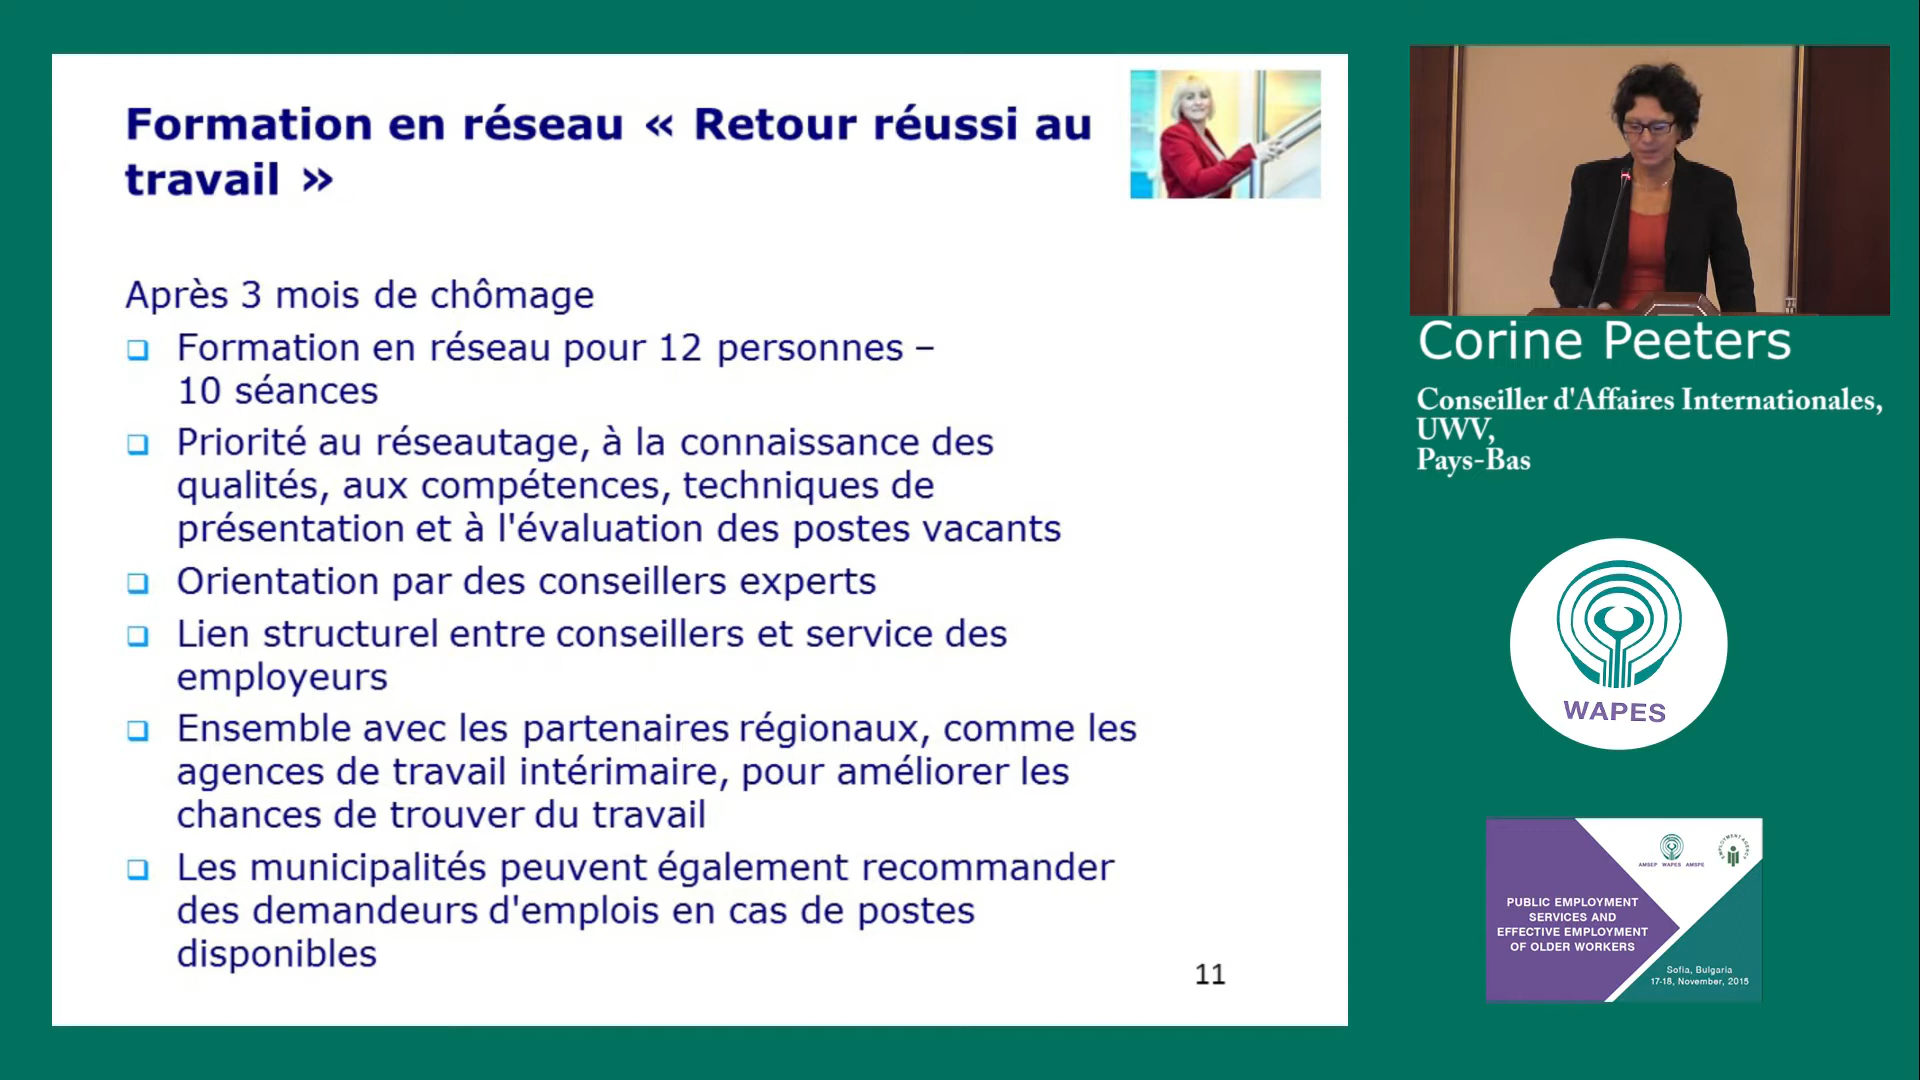 Formation en réseau « Retour réussi au
travail »
Après 3 mois de chômage
Formation en réseau pour 12 personnes –
10 séances
Priorité au réseautage, à la connaissance des
qualités, aux compétences, techniques de
présentation et à l'évaluation des postes vacants
Orientation par des conseillers experts
Lien structurel entre conseillers et service des
employeurs
Ensemble avec les partenaires régionaux, comme les
agences de travail intérimaire, pour améliorer les
chances de trouver du travail
Les municipalités peuvent également recommander
des demandeurs d'emplois en cas de postes
disponibles
11
Corine Peeters
Conseiller d'Affaires Internationales,
UWV,
Pays-Bas
WAPES
AMSEP WAPES AMSPE
EMPLOYMENT AGENCY
PUBLIC EMPLOYMENT
SERVICES AND
EFFECTIVE EMPLOYMENT
OF OLDER WORKERS
Sofia, Bulgaria
17-18, November, 2015